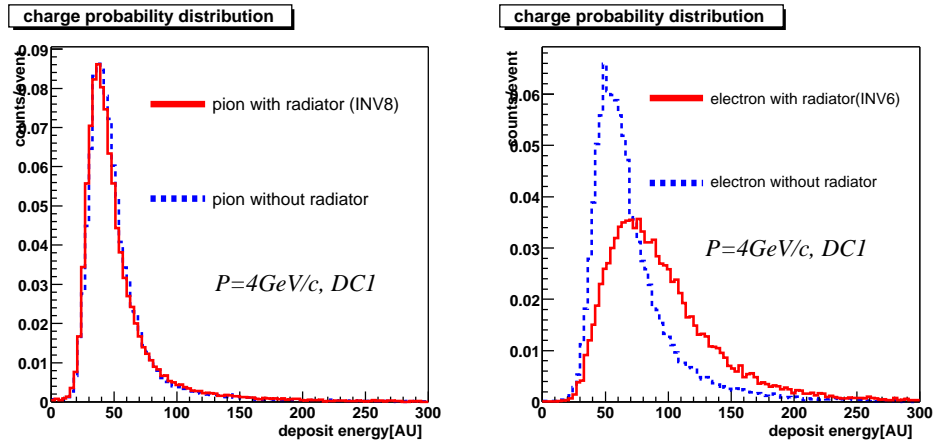 charge probability distribution
counts/event
0.09
0.08
0.07
0.06
0.05
0.04
0.03
0.02
0.01
0
pion with radiator (INV8)
pion without radiator
P=4GeV/c, DC1
0 50 100 150 200 250 300
deposit energy[AU]
charge probability distribution
counts/event
0.06
0.05
0.04
0.03
0.02
0.01
0
electron with radiator(INV6)
electron without radiator
P=4GeV/c, DC1
0 50 100 150 200 250 300
deposit energy[AU]